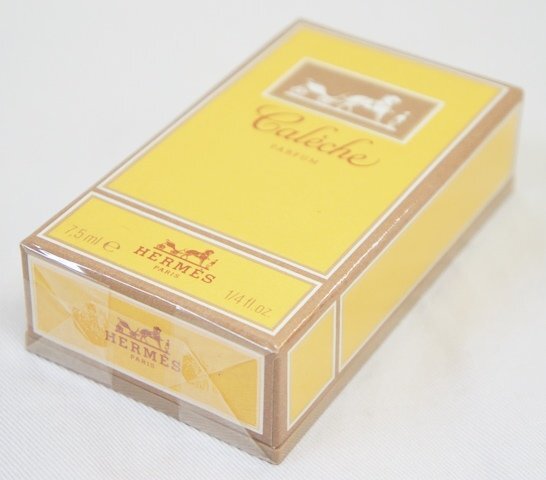 Calèche
PARFUM
7,5 ml e
HERMÈS
PARIS
1/4 fl.oz.
HERMÈS
PARIS